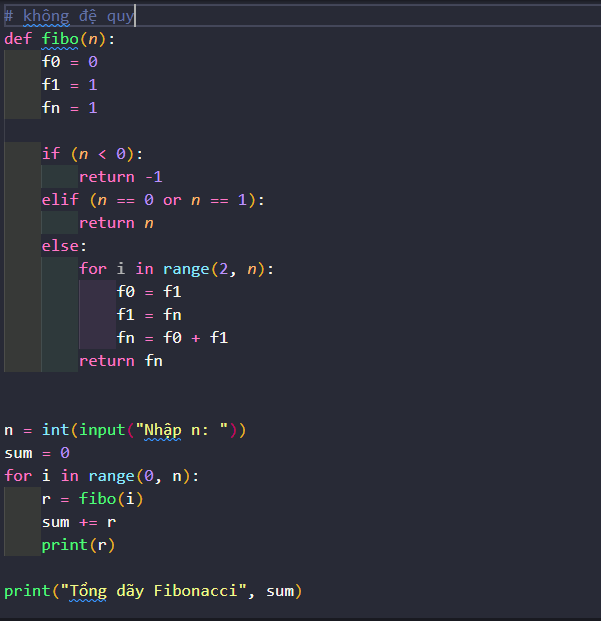 # không đệ quy
def fibo(n):
    f0 = 0
    f1 = 1
    fn = 1
    if (n < 0):
        return -1
    elif (n == 0 or n == 1):
        return n
    else:
        for i in range(2, n):
            f0 = f1
            f1 = fn
            fn = f0 + f1
        return fn
n = int(input("Nhập n: "))
sum = 0
for i in range(0, n):
    r = fibo(i)
    sum += r
    print(r)
print("Tổng dãy Fibonacci", sum)